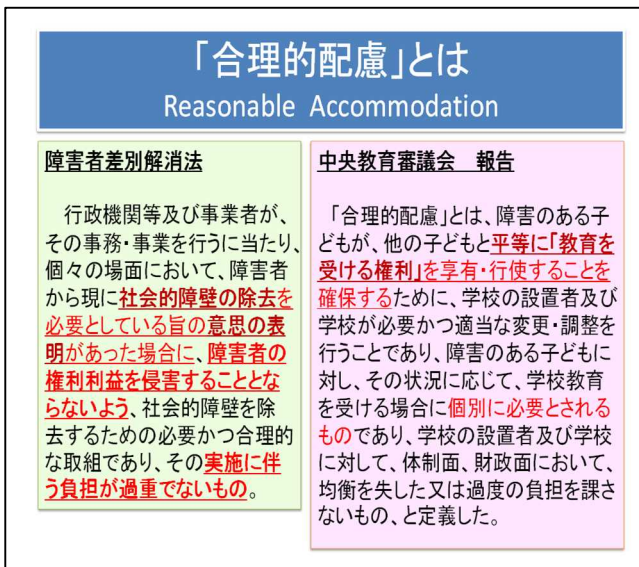 「合理的配慮」とは
Reasonable Accommodation
障害者差別解消法
　行政機関等及び事業者が、
その事務・事業を行うに当たり、
個々の場面において、障害者
から現に社会的障壁の除去を
必要としている旨の意思の表
明があった場合に、障害者の
権利利益を侵害することとな
らないよう、社会的障壁を除
去するための必要かつ合理的
な取組であり、その実施に伴
う負担が過重でないもの。
中央教育審議会　報告
「合理的配慮」とは、障害のある子
どもが、他の子どもと平等に「教育を
受ける権利」を享有・行使することを
確保するために、学校の設置者及び
学校が必要かつ適当な変更・調整を
行うことであり、障害のある子どもに
対し、その状況に応じて、学校教育
を受ける場合に個別に必要とされる
ものであり、学校の設置者及び学校
に対して、体制面、財政面において、
均衡を失した又は過度の負担を課さ
ないもの、と定義した。